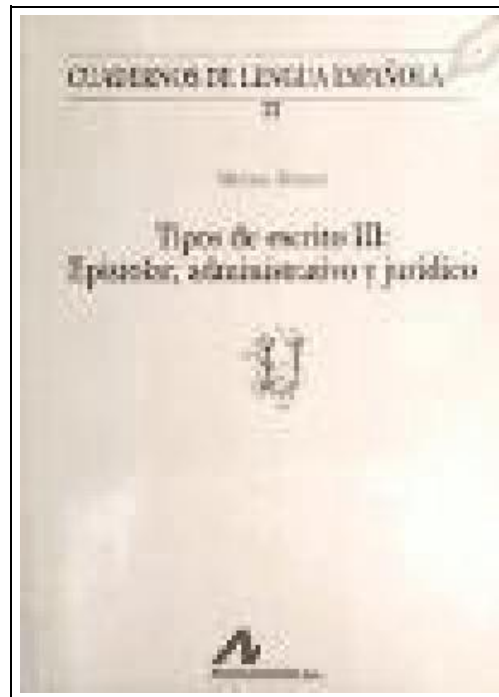 CUADERNOS DE LENGUA ESPAÑOLA
Tipos de escrito III:
Epistolar, administrativo y jurídico